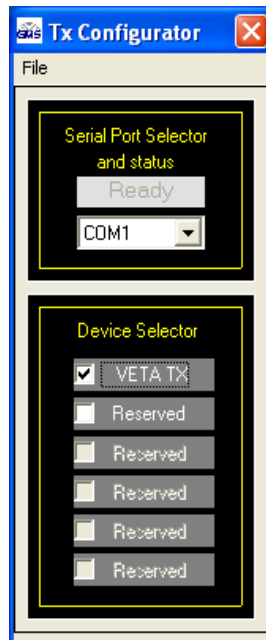 GMS Tx Configurator
File
Serial Port Selector
and status
Ready
COM1
Device Selector
VETA TX
Reserved
Reserved
Reserved
Reserved
Reserved